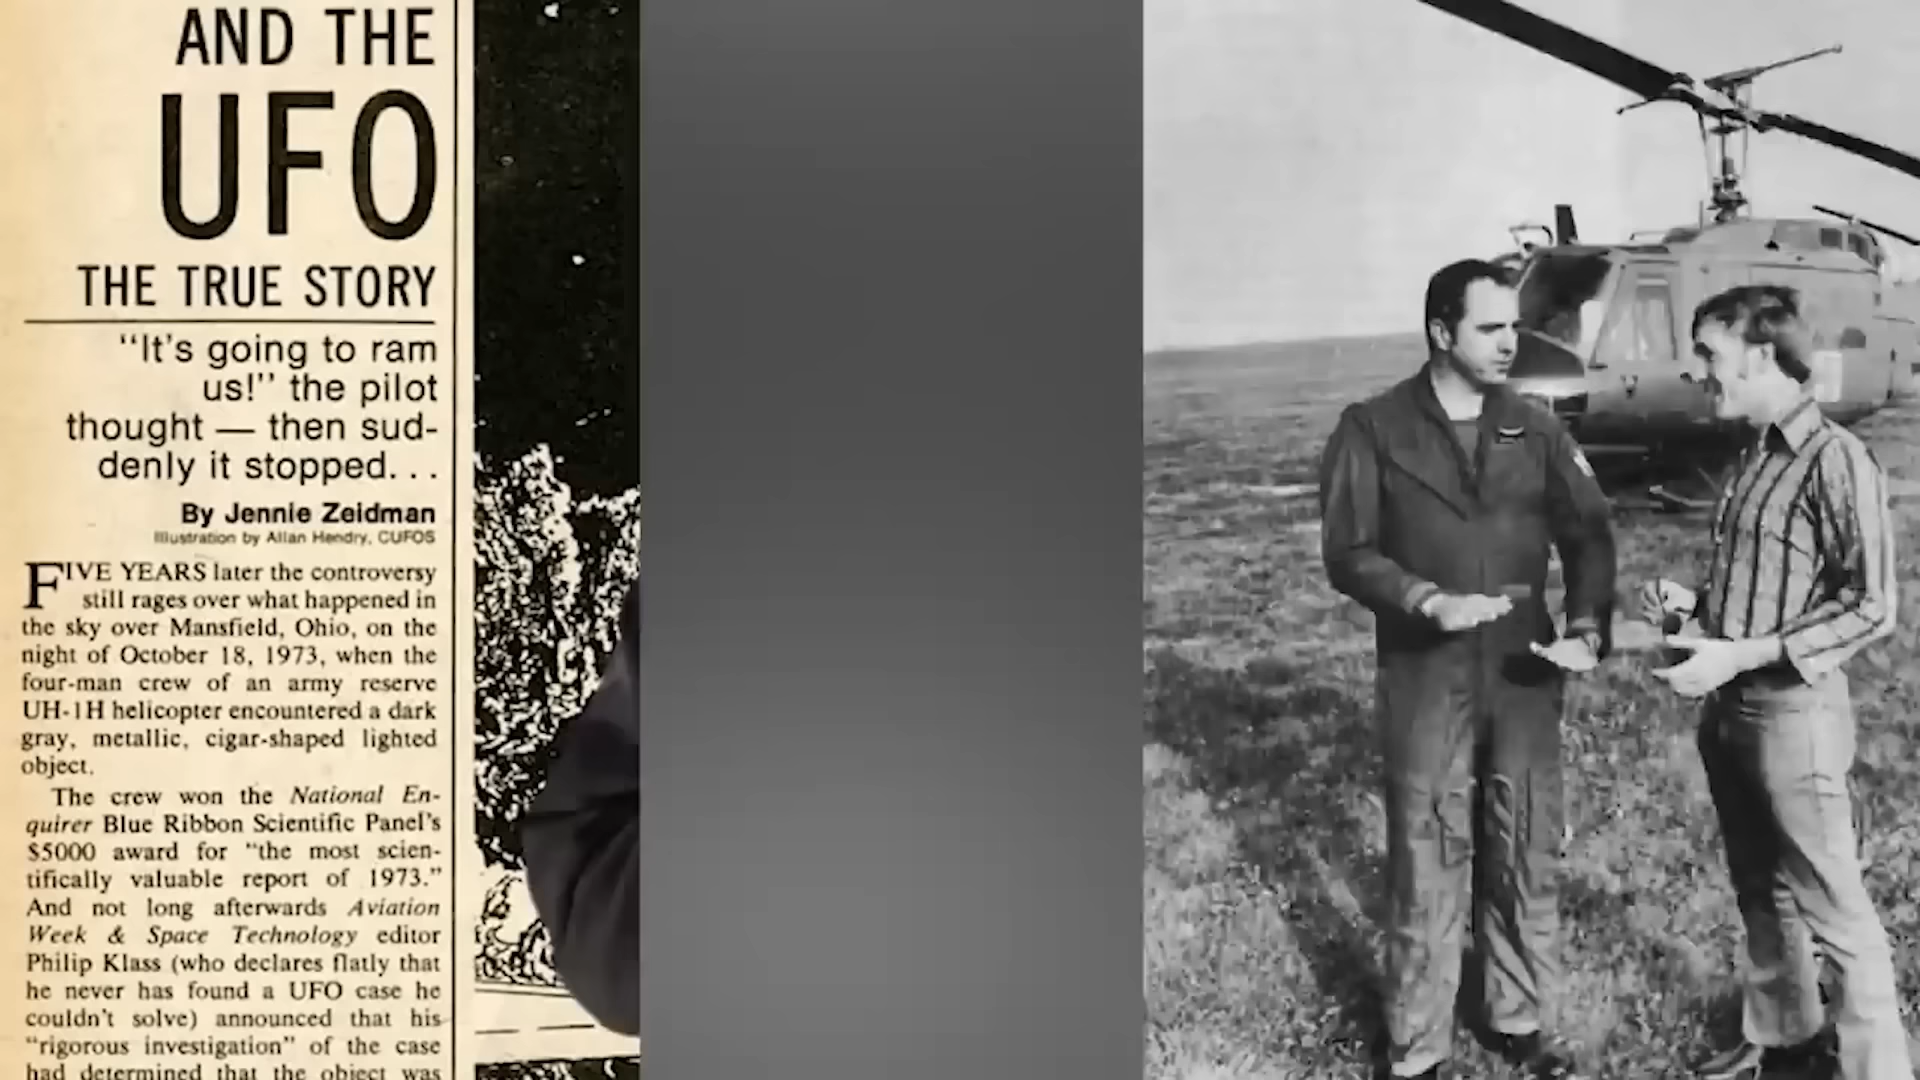 AND THE
UFO
THE TRUE STORY
“It's going to ram
us!” the pilot
thought — then sud-
denly it stopped. . .
By Jennie Zeidman
Illustration by Allan Hendry, CUFOS
FIVE YEARS later the controversy
still rages over what happened in
the sky over Mansfield, Ohio, on the
night of October 18, 1973, when the
four-man crew of an army reserve
UH-1H helicopter encountered a dark
gray, metallic, cigar-shaped lighted
object.
The crew won the National En-
quirer Blue Ribbon Scientific Panel's
$5000 award for “the most scien-
tifically valuable report of 1973.”
And not long afterwards Aviation
Week & Space Technology editor
Philip Klass (who declares flatly that
he never has found a UFO case he
couldn't solve) announced that his
“rigorous investigation” of the case
had determined that the object was